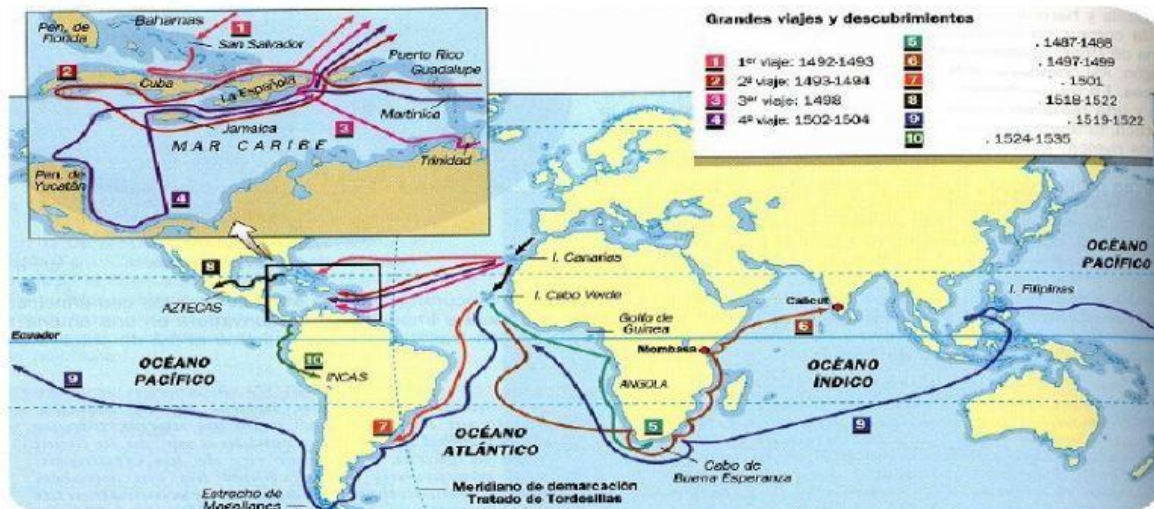 Grandes viajes y descubrimientos
1 1er viaje: 1492-1493
2 2º viaje: 1493-1494
3 3er viaje: 1498
4 4º viaje: 1502-1504
5 . 1487-1488
6 . 1497-1499
7 . 1501
8 1518-1522
9 . 1519-1522
10 . 1524-1535
Pen. de
Florida
Bahamas
1
San Salvador
Puerto Rico
Guadalupe
2
Cuba
La Española
Jamaica
Martinica
MAR CARIBE
3
Trinidad
Pen. de
Yucatán
4
8
AZTECAS
I. Canarias
I. Cabo Verde
Golfo de
Guinea
Calicut
6
OCÉANO
PACÍFICO
I. Filipinas
Ecuador
OCÉANO
PACÍFICO
9
10
INCAS
Mombasa
ANGOLA
OCÉANO
ÍNDICO
7
OCÉANO
ATLÁNTICO
5
9
Cabo de
Buena Esperanza
Estrecho de
Magallanes
Meridiano de demarcación
Tratado de Tordesillas